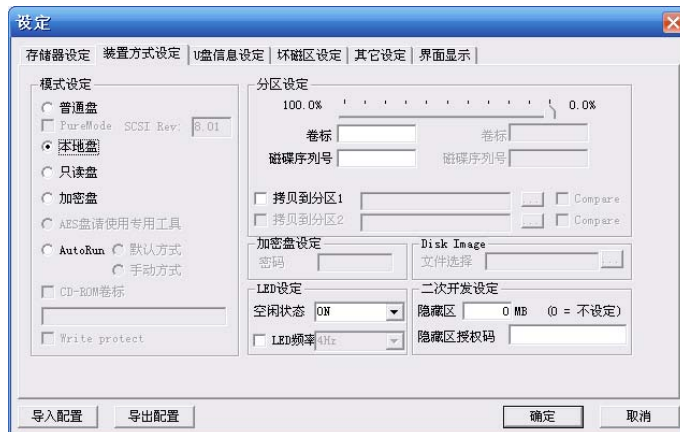 设定
存储器设定 装置方式设定 U盘信息设定 坏磁区设定 其它设定 界面显示
模式设定
普通盘
PureMode SCSI Rev: 8.01
本地盘
只读盘
加密盘
AES盘请使用专用工具
AutoRun 默认方式
手动方式
CD-ROM卷标
Write protect
分区设定
100.0% 0.0%
卷标 卷标
磁碟序列号 磁碟序列号
拷贝到分区1 ... Compare
拷贝到分区2 ... Compare
加密盘设定
密码
Disk Image
文件选择 ...
LED设定
空闲状态 ON
LED频率 4Hz
二次开发设定
隐藏区 0 MB (0 = 不设定)
隐藏区授权码
导入配置 导出配置 确定 取消